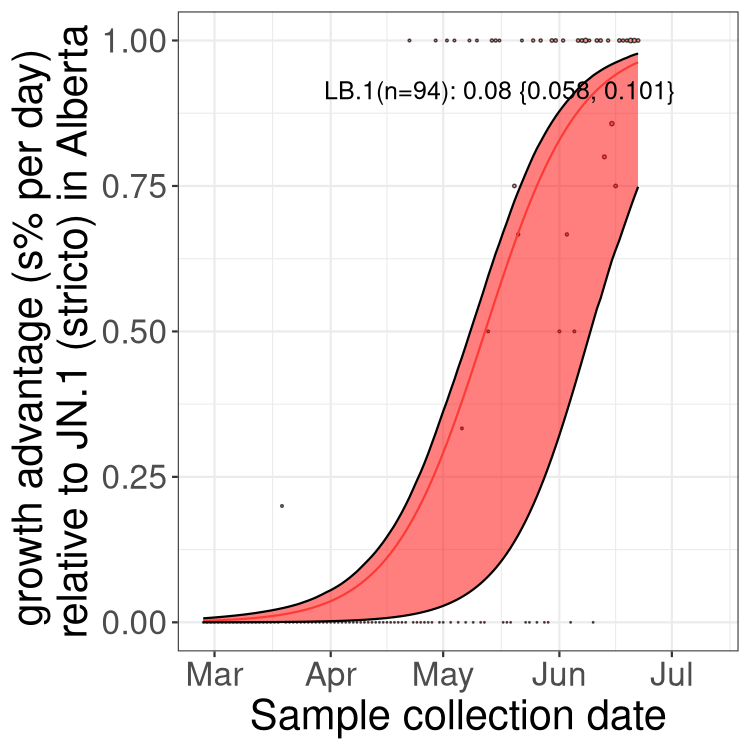 growth advantage (s% per day)
relative to JN.1 (stricto) in Alberta
1.00
LB.1(n=94): 0.08 {0.058, 0.101}
0.75
0.50
0.25
0.00
Mar Apr May Jun Jul
Sample collection date